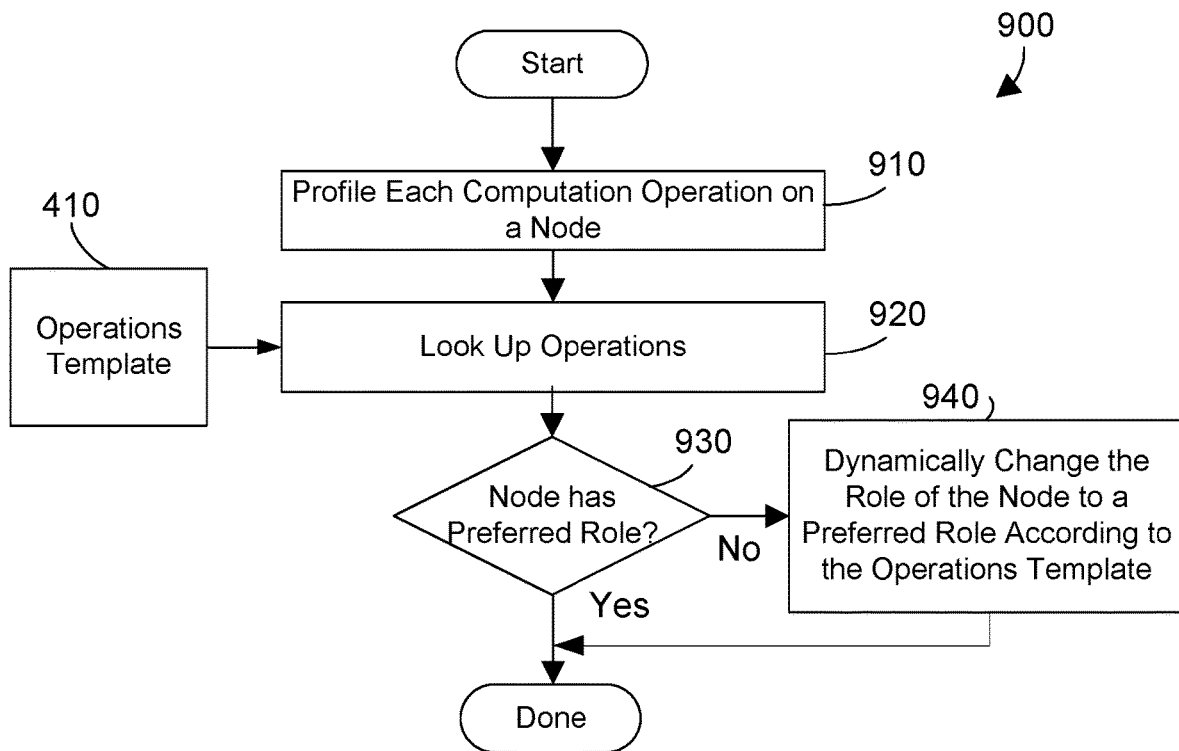 900
Start
910
Profile Each Computation Operation on
a Node
410
Operations
Template
920
Look Up Operations
930
Node has
Preferred Role?
No
Yes
940
Dynamically Change the
Role of the Node to a
Preferred Role According to
the Operations Template
Done